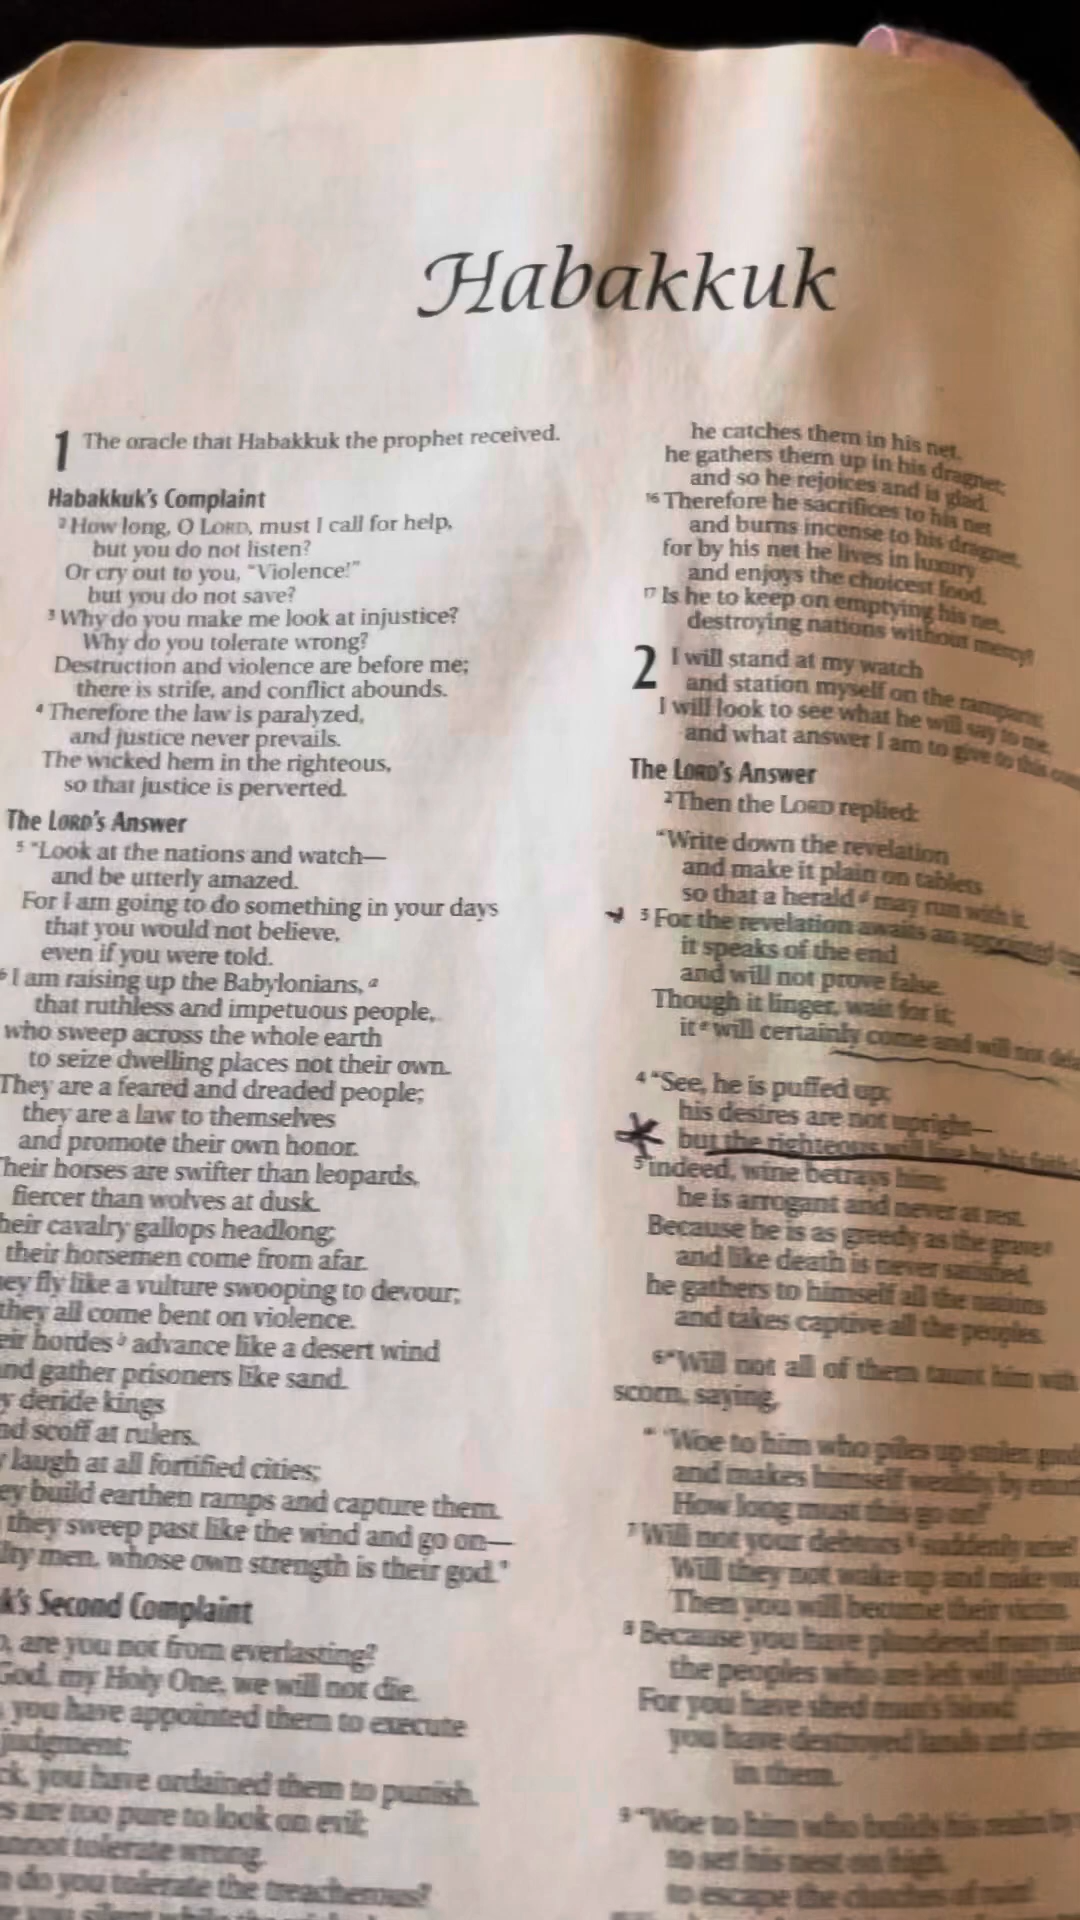 Habakkuk
1 The oracle that Habakkuk the prophet received.
Habakkuk's Complaint
2 How long, O LORD, must I call for help,
but you do not listen?
Or cry out to you, "Violence!"
but you do not save?
3 Why do you make me look at injustice?
Why do you tolerate wrong?
Destruction and violence are before me;
there is strife, and conflict abounds.
4 Therefore the law is paralyzed,
and justice never prevails.
The wicked hem in the righteous,
so that justice is perverted.
The LORD's Answer
5 "Look at the nations and watch—
and be utterly amazed.
For I am going to do something in your days
that you would not believe,
even if you were told.
6 I am raising up the Babylonians, a
that ruthless and impetuous people,
who sweep across the whole earth
to seize dwelling places not their own.
They are a feared and dreaded people;
they are a law to themselves
and promote their own honor.
heir horses are swifter than leopards,
fiercer than wolves at dusk.
heir cavalry gallops headlong;
their horsemen come from afar.
ey fly like a vulture swooping to devour;
they all come bent on violence.
eir hordes b advance like a desert wind
and gather prisoners like sand.
y deride kings
nd scoff at rulers.
laugh at all fortified cities;
ey build earthen ramps and capture them.
they sweep past like the wind and go on—
lty men, whose own strength is their god."
k's Second Complaint
are you not from everlasting?
God, my Holy One, we will not die.
you have appointed them to execute
judgment;
ck, you have ordained them to punish.
es are too pure to look on evil;
annot tolerate wrong.
do you tolerate the treacherous?
he catches them in his net,
he gathers them up in his dragnet;
and so he rejoices and is glad.
16 Therefore he sacrifices to his net
and burns incense to his dragnet,
for by his net he lives in luxury
and enjoys the choicest food.
17 Is he to keep on emptying his net,
destroying nations without mercy?
2 I will stand at my watch
and station myself on the ramparts;
I will look to see what he will say to me,
and what answer I am to give to this
The LORD's Answer
2 Then the LORD replied:
"Write down the revelation
and make it plain on tablets
so that a herald d may run with it.
3 For the revelation awaits an appointed
it speaks of the end
and will not prove false.
Though it linger, wait for it;
it e will certainly come and will not
4 "See, he is puffed up;
his desires are not upright—
but the righteous will live by his
5 indeed, wine betrays him;
he is arrogant and never at rest.
Because he is as greedy as the grave
and like death is never satisfied,
he gathers to himself all the nations
and takes captive all the peoples.
6 "Will not all of them taunt him with
scorn, saying,
" 'Woe to him who piles up stolen
and makes himself wealthy by
How long must this go on?'
7 Will not your debtors suddenly arise?
Will they not wake up and make
Then you will become their victim.
8 Because you have plundered many
the peoples who are left will
For you have shed man's blood;
you have destroyed lands and
in them.
9 "Woe to him who builds his realm by
to set his nest on high,
to escape the clutches of ruin!